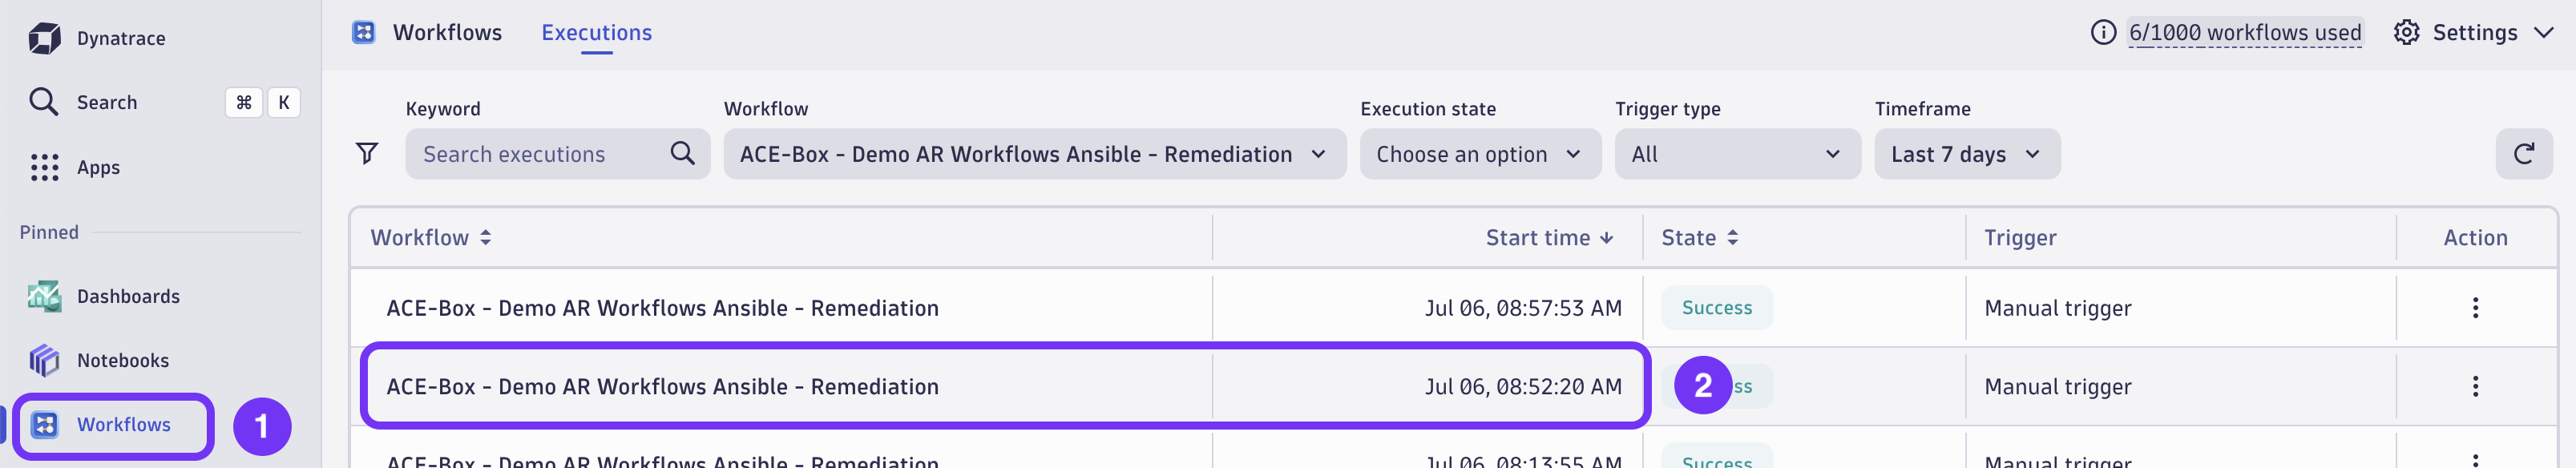 Dynatrace
Search ⌘ K
Apps
Pinned
Dashboards
Notebooks
Workflows 1
Workflows Executions 6/1000 workflows used Settings
Keyword Workflow Execution state Trigger type Timeframe
Search executions ACE-Box - Demo AR Workflows Ansible - Remediation Choose an option All Last 7 days
Workflow Start time State Trigger Action
ACE-Box - Demo AR Workflows Ansible - Remediation Jul 06, 08:57:53 AM Success Manual trigger
ACE-Box - Demo AR Workflows Ansible - Remediation Jul 06, 08:52:20 AM 2 ss Manual trigger
ACE-Box - Demo AR Workflows Ansible - Remediation Jul 06, 08:13:55 AM Success Manual trigger